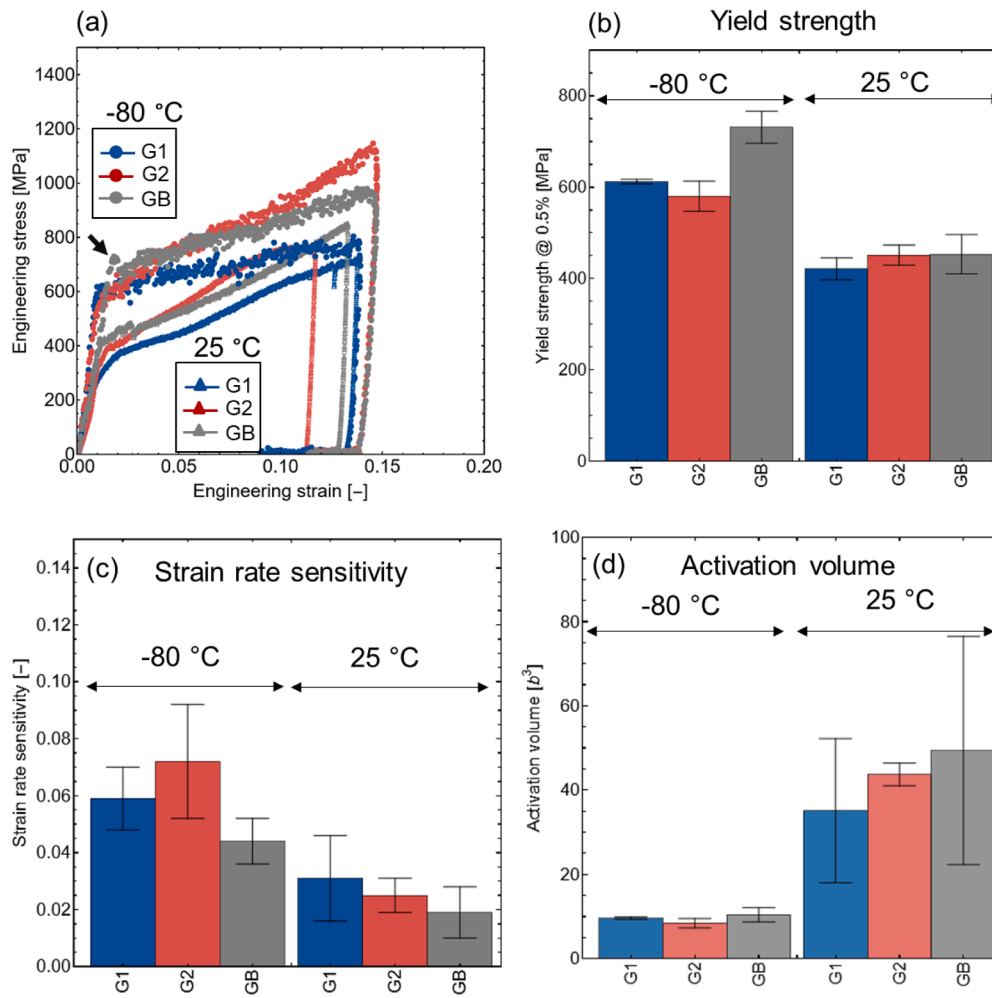 (a)
1400
1200
1000
800
600
400
200
0
0.00
0.05
0.10
0.15
0.20
Engineering stress [MPa]
Engineering strain [–]
-80 °C
G1
G2
GB
25 °C
G1
G2
GB
(b)
Yield strength
-80 °C
25 °C
800
600
400
200
0
Yield strength @ 0.5% [MPa]
G1
G2
GB
G1
G2
GB
(c)
Strain rate sensitivity
-80 °C
25 °C
0.14
0.12
0.10
0.08
0.06
0.04
0.02
0.00
Strain rate sensitivity [–]
G1
G2
GB
G1
G2
GB
(d)
Activation volume
-80 °C
25 °C
100
80
60
40
20
0
Activation volume [b³]
G1
G2
GB
G1
G2
GB